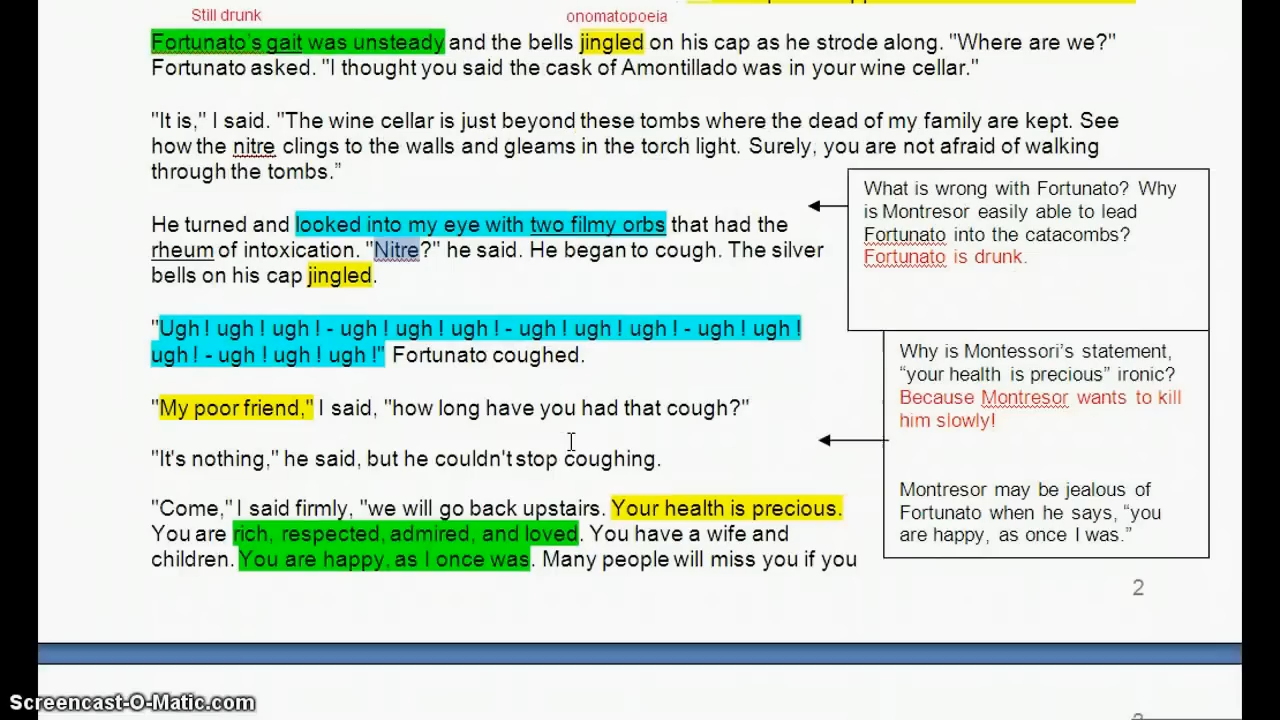 Still drunk onomatopoeia
Fortunato's gait was unsteady and the bells jingled on his cap as he strode along. "Where are we?"
Fortunato asked. "I thought you said the cask of Amontillado was in your wine cellar."
"It is," I said. "The wine cellar is just beyond these tombs where the dead of my family are kept. See
how the nitre clings to the walls and gleams in the torch light. Surely, you are not afraid of walking
through the tombs."
He turned and looked into my eye with two filmy orbs that had the
rheum of intoxication. "Nitre?" he said. He began to cough. The silver
bells on his cap jingled.
"Ugh ! ugh ! ugh ! - ugh ! ugh ! ugh ! - ugh ! ugh ! ugh ! - ugh ! ugh !
ugh ! - ugh ! ugh ! ugh !" Fortunato coughed.
"My poor friend," I said, "how long have you had that cough?"
"It's nothing," he said, but he couldn't stop coughing.
"Come," I said firmly, "we will go back upstairs. Your health is precious.
You are rich, respected, admired, and loved. You have a wife and
children. You are happy, as I once was. Many people will miss you if you
What is wrong with Fortunato? Why
is Montresor easily able to lead
Fortunato into the catacombs?
Fortunato is drunk.
Why is Montessori's statement,
"your health is precious" ironic?
Because Montresor wants to kill
him slowly!
Montresor may be jealous of
Fortunato when he says, "you
are happy, as once I was."
2
Screencast-O-Matic.com